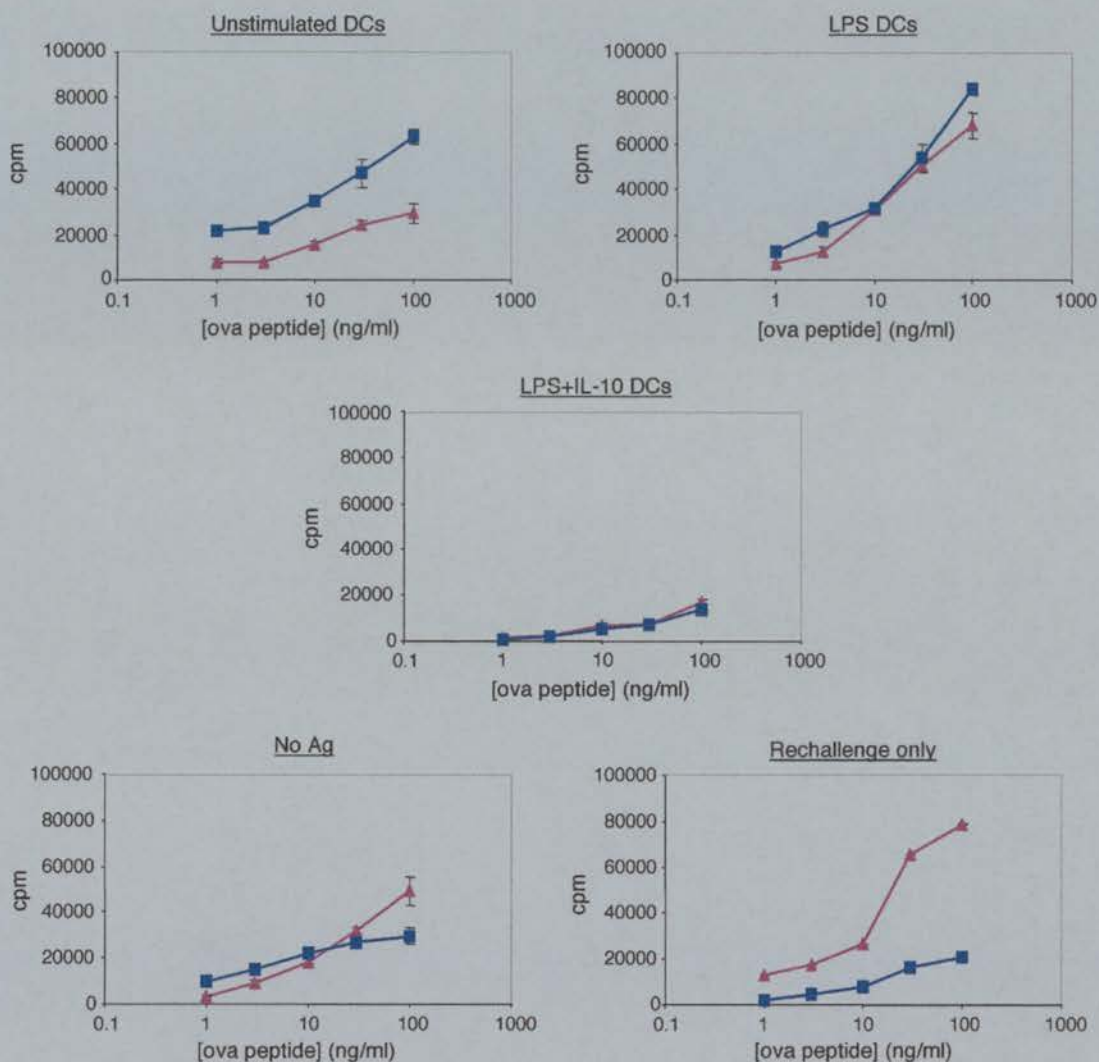 Unstimulated DCs
100000
80000
60000
40000
20000
0
cpm
0.1 1 10 100 1000
[ova peptide] (ng/ml)
LPS DCs
100000
80000
60000
40000
20000
0
cpm
0.1 1 10 100 1000
[ova peptide] (ng/ml)
LPS+IL-10 DCs
100000
80000
60000
40000
20000
0
cpm
0.1 1 10 100 1000
[ova peptide] (ng/ml)
No Ag
100000
80000
60000
40000
20000
0
cpm
0.1 1 10 100 1000
[ova peptide] (ng/ml)
Rechallenge only
100000
80000
60000
40000
20000
0
cpm
0.1 1 10 100 1000
[ova peptide] (ng/ml)